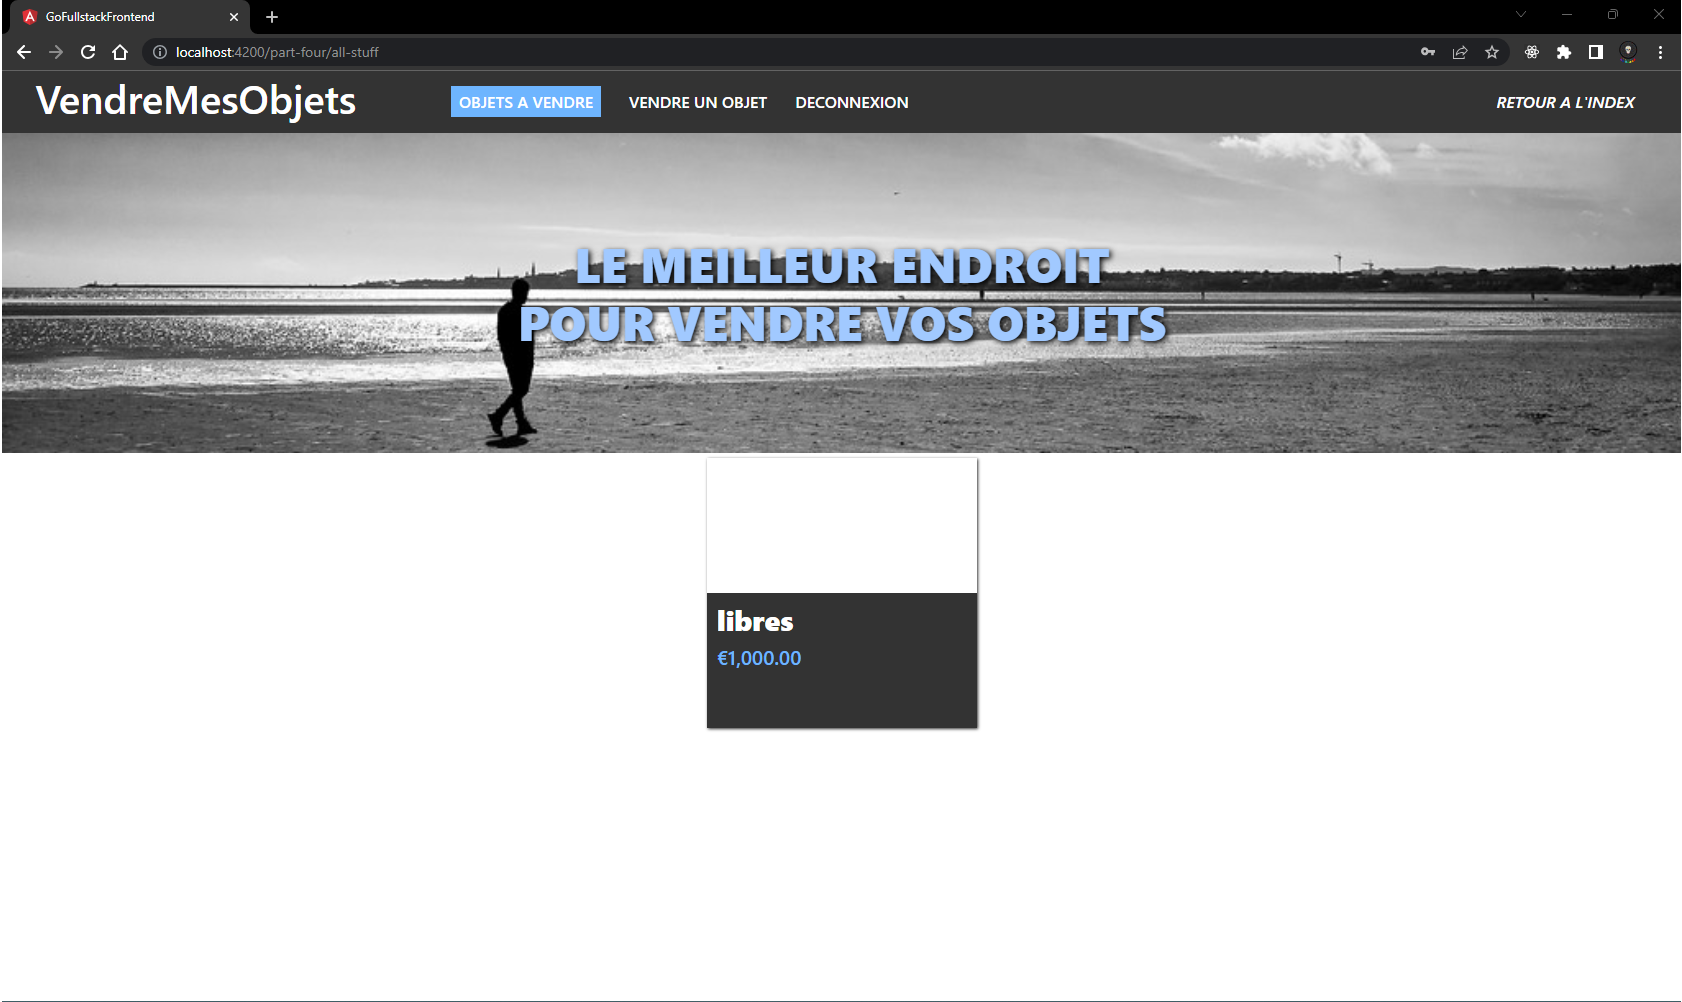 GoFullstackFrontend
localhost:4200/part-four/all-stuff
VendreMesObjets
OBJETS A VENDRE
VENDRE UN OBJET
DECONNEXION
RETOUR A L'INDEX
LE MEILLEUR ENDROIT
POUR VENDRE VOS OBJETS
libres
€1,000.00